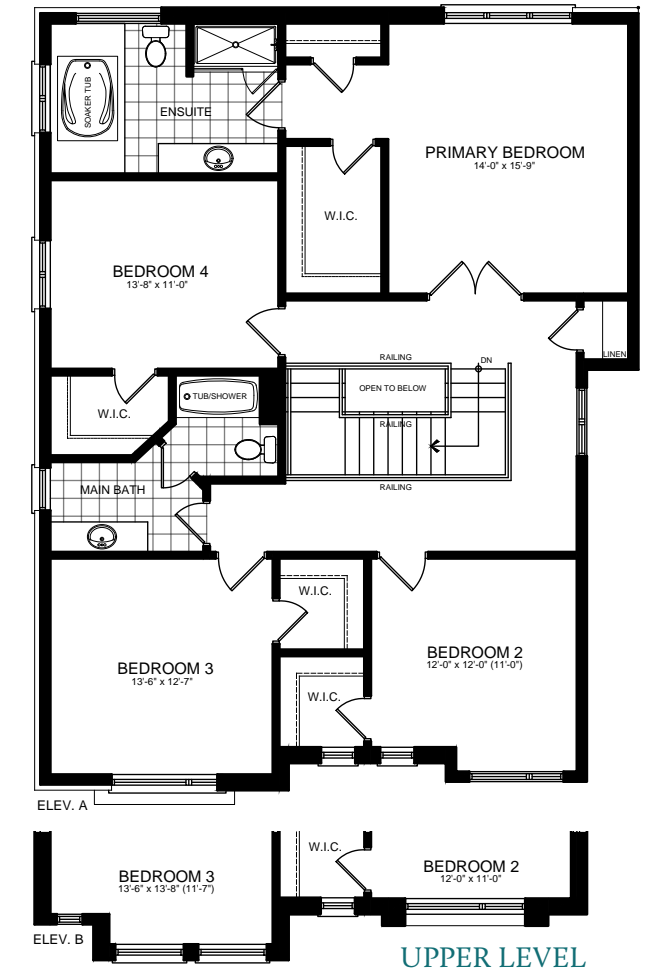 SOAKER TUB
ENSUITE
PRIMARY BEDROOM
14'-0" x 15'-9"
W.I.C.
BEDROOM 4
13'-8" x 11'-0"
LINEN
RAILING
DN
OPEN TO BELOW
TUB/SHOWER
W.I.C.
RAILING
MAIN BATH
RAILING
W.I.C.
BEDROOM 3
13'-6" x 12'-7"
BEDROOM 2
12'-0" x 12'-0" (11'-0")
W.I.C.
ELEV. A
W.I.C.
BEDROOM 3
13'-6" x 13'-8" (11'-7")
BEDROOM 2
12'-0" x 11'-0"
ELEV. B
UPPER LEVEL